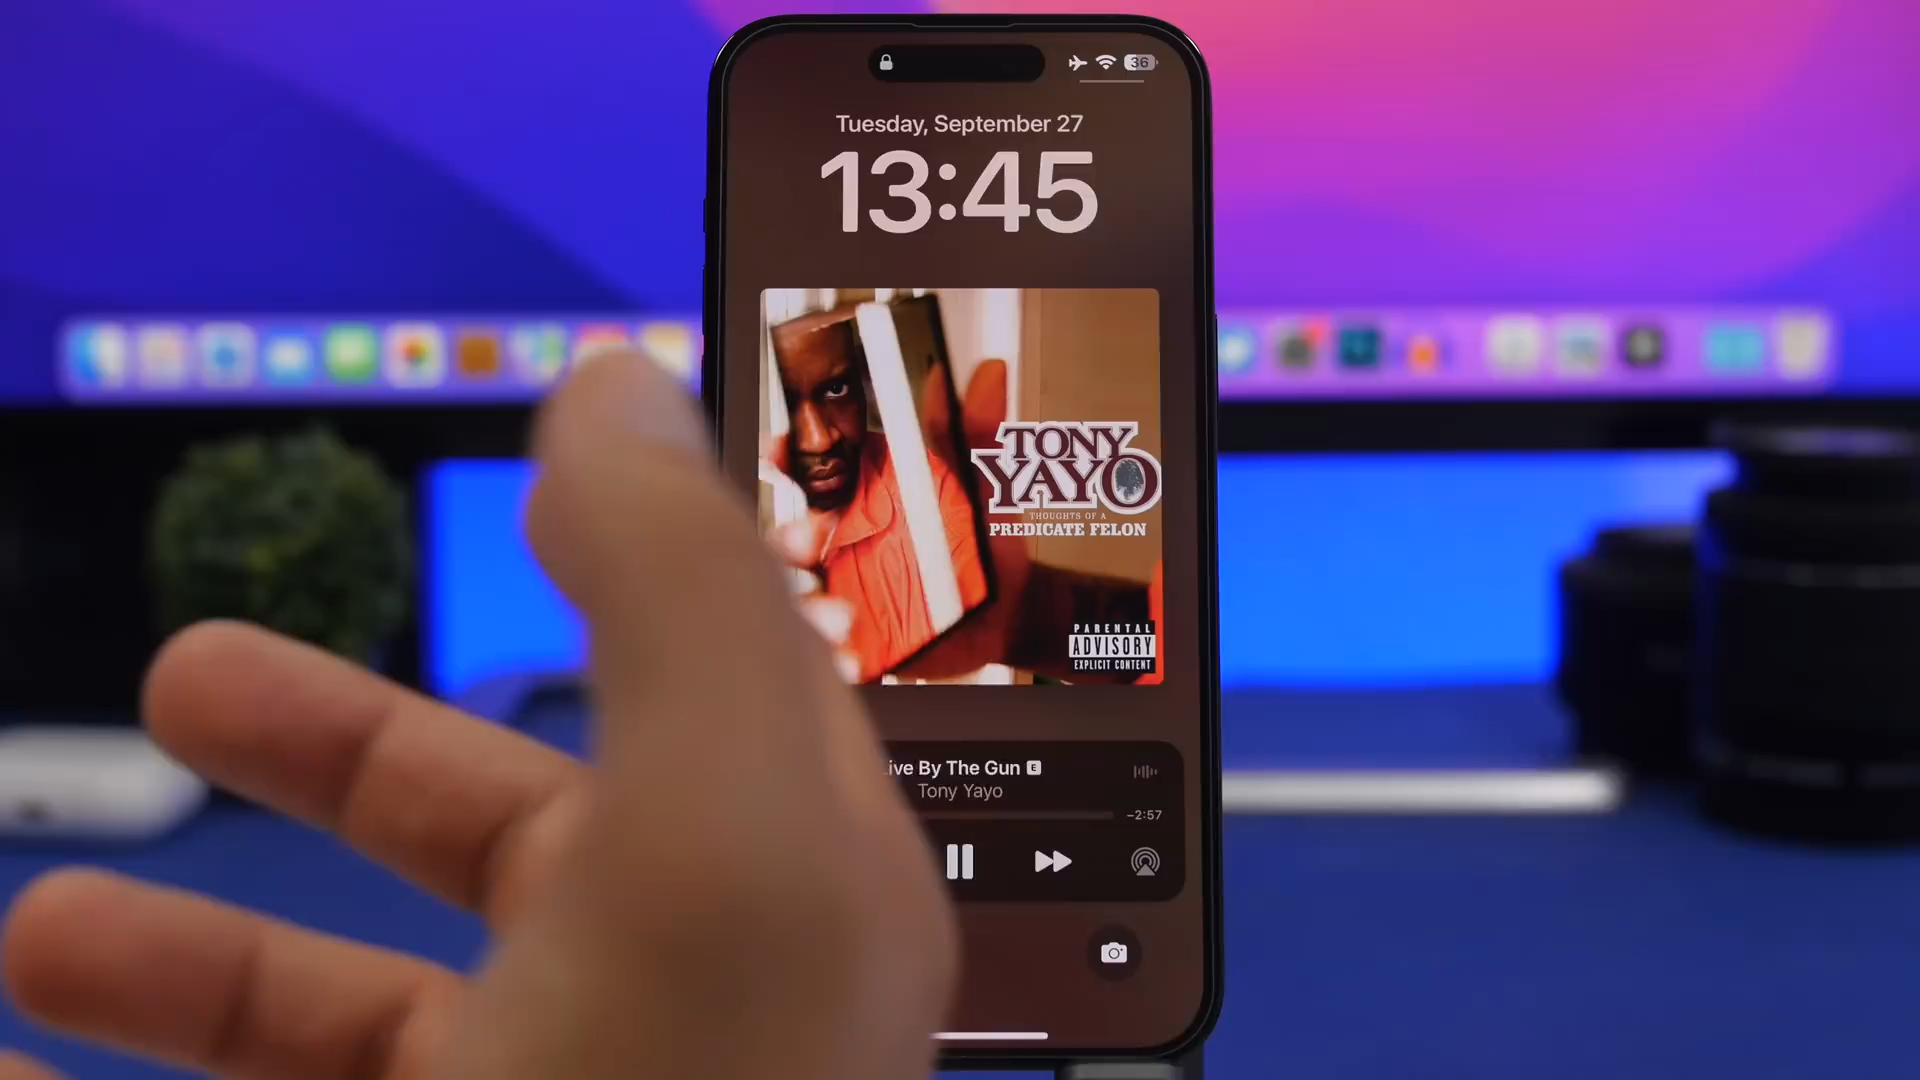 36
Tuesday, September 27
13:45
TONY
YAYO
THOUGHTS OF A
PREDICATE FELON
PARENTAL
ADVISORY
EXPLICIT CONTENT
ive By The Gun E
Tony Yayo
-2:57